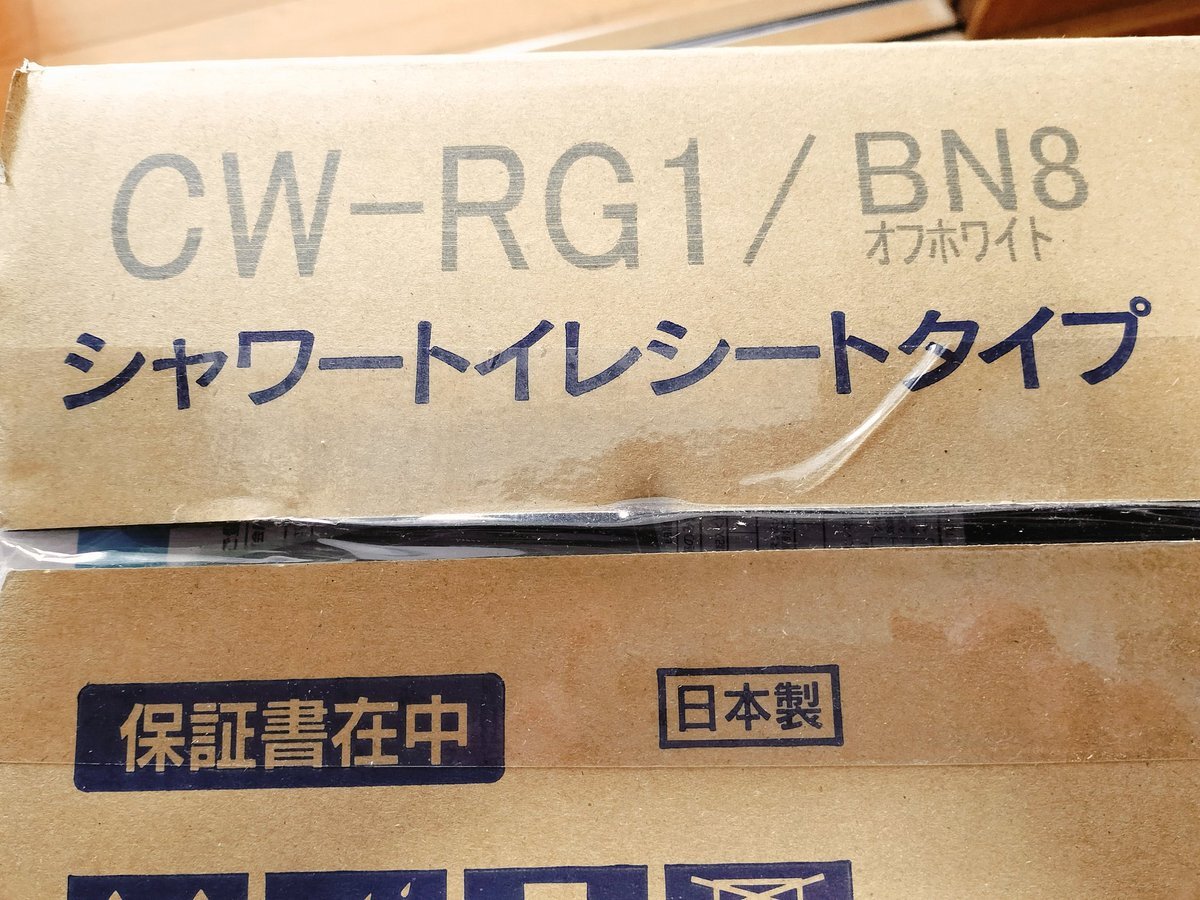 CW-RG1/BN8
オフホワイト
シャワートイレシートタイプ
保証書在中
日本製